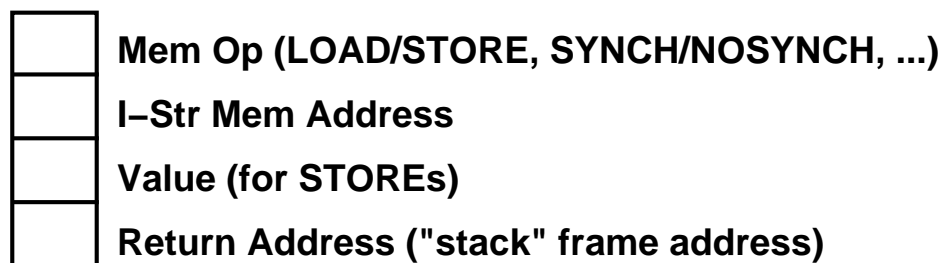 Mem Op (LOAD/STORE, SYNCH/NOSYNCH, ...)
I−Str Mem Address
Value (for STOREs)
Return Address ("stack" frame address)